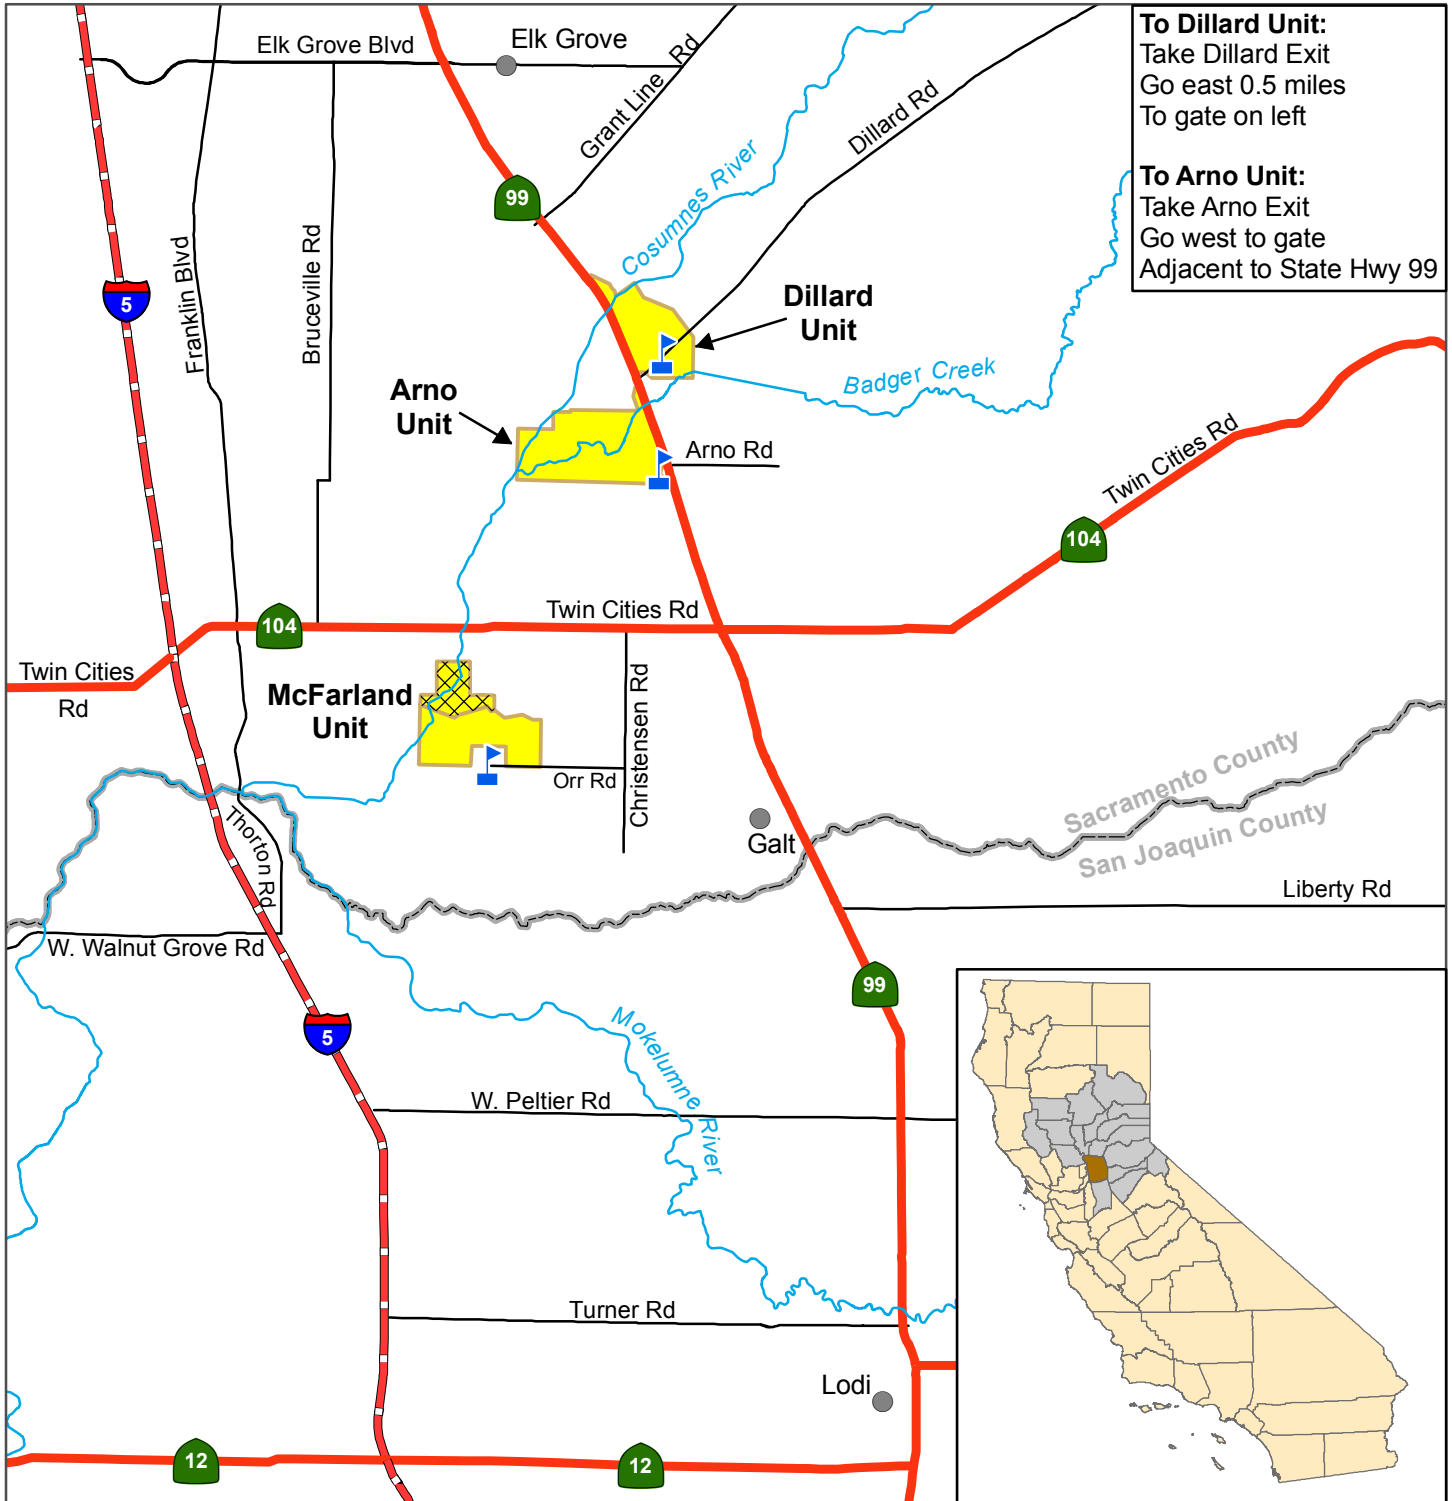 To Dillard Unit:
Take Dillard Exit
Go east 0.5 miles
To gate on left
To Arno Unit:
Take Arno Exit
Go west to gate
Adjacent to State Hwy 99
Elk Grove Blvd
Elk Grove
Grant Line Rd
Dillard Rd
99
Cosumnes River
Franklin Blvd
Bruceville Rd
5
Dillard
Unit
Badger Creek
Arno
Unit
Arno Rd
Twin Cities Rd
104
Twin Cities Rd
104
Twin Cities
Rd
McFarland
Unit
Christensen Rd
Orr Rd
Sacramento County
San Joaquin County
Thorton Rd
Galt
Liberty Rd
W. Walnut Grove Rd
99
5
Mokelumne River
W. Peltier Rd
Turner Rd
Lodi
12
12